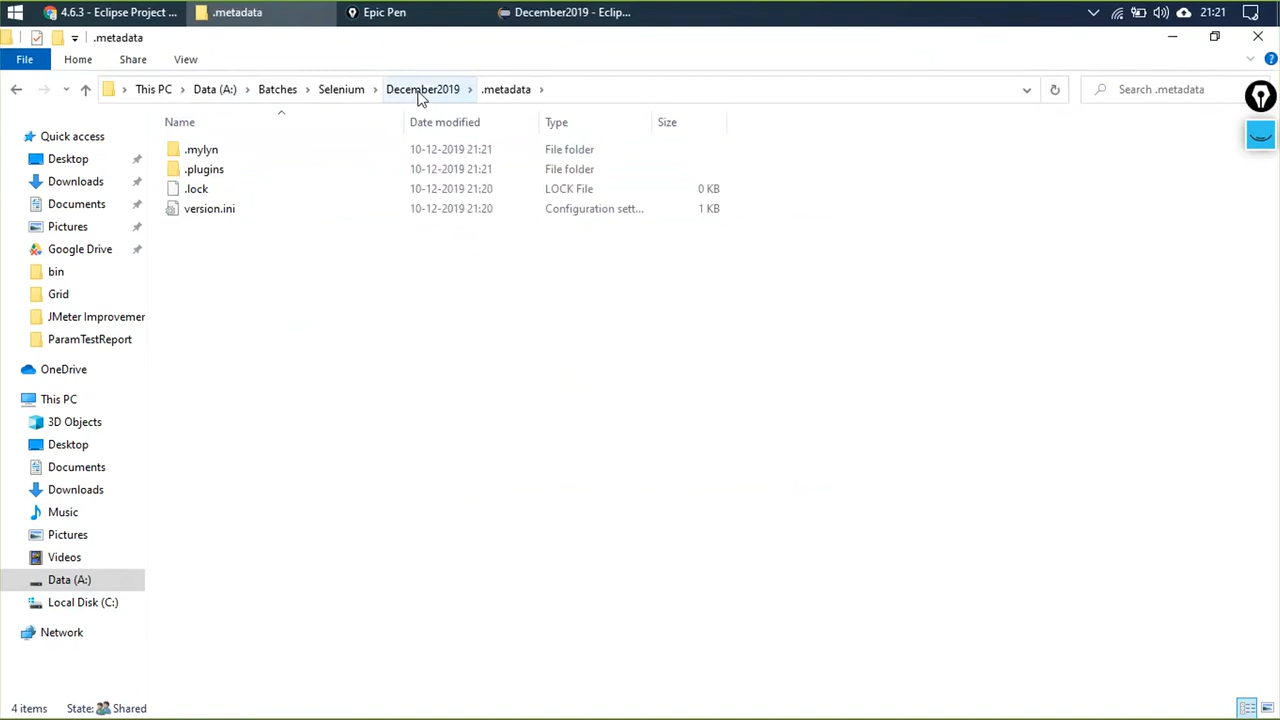 4.6.3 - Eclipse Project ...
.metadata
Epic Pen
December2019 - Eclip...
21:21
.metadata
File
Home
Share
View
This PC
Data (A:)
Batches
Selenium
December2019
.metadata
Search .metadata
Name
Date modified
Type
Size
.mylyn
10-12-2019 21:21
File folder
.plugins
10-12-2019 21:21
File folder
.lock
10-12-2019 21:20
LOCK File
0 KB
version.ini
10-12-2019 21:20
Configuration sett...
1 KB
Quick access
Desktop
Downloads
Documents
Pictures
Google Drive
bin
Grid
JMeter Improvemer
ParamTestReport
OneDrive
This PC
3D Objects
Desktop
Documents
Downloads
Music
Pictures
Videos
Data (A:)
Local Disk (C:)
Network
4 items
State:
Shared